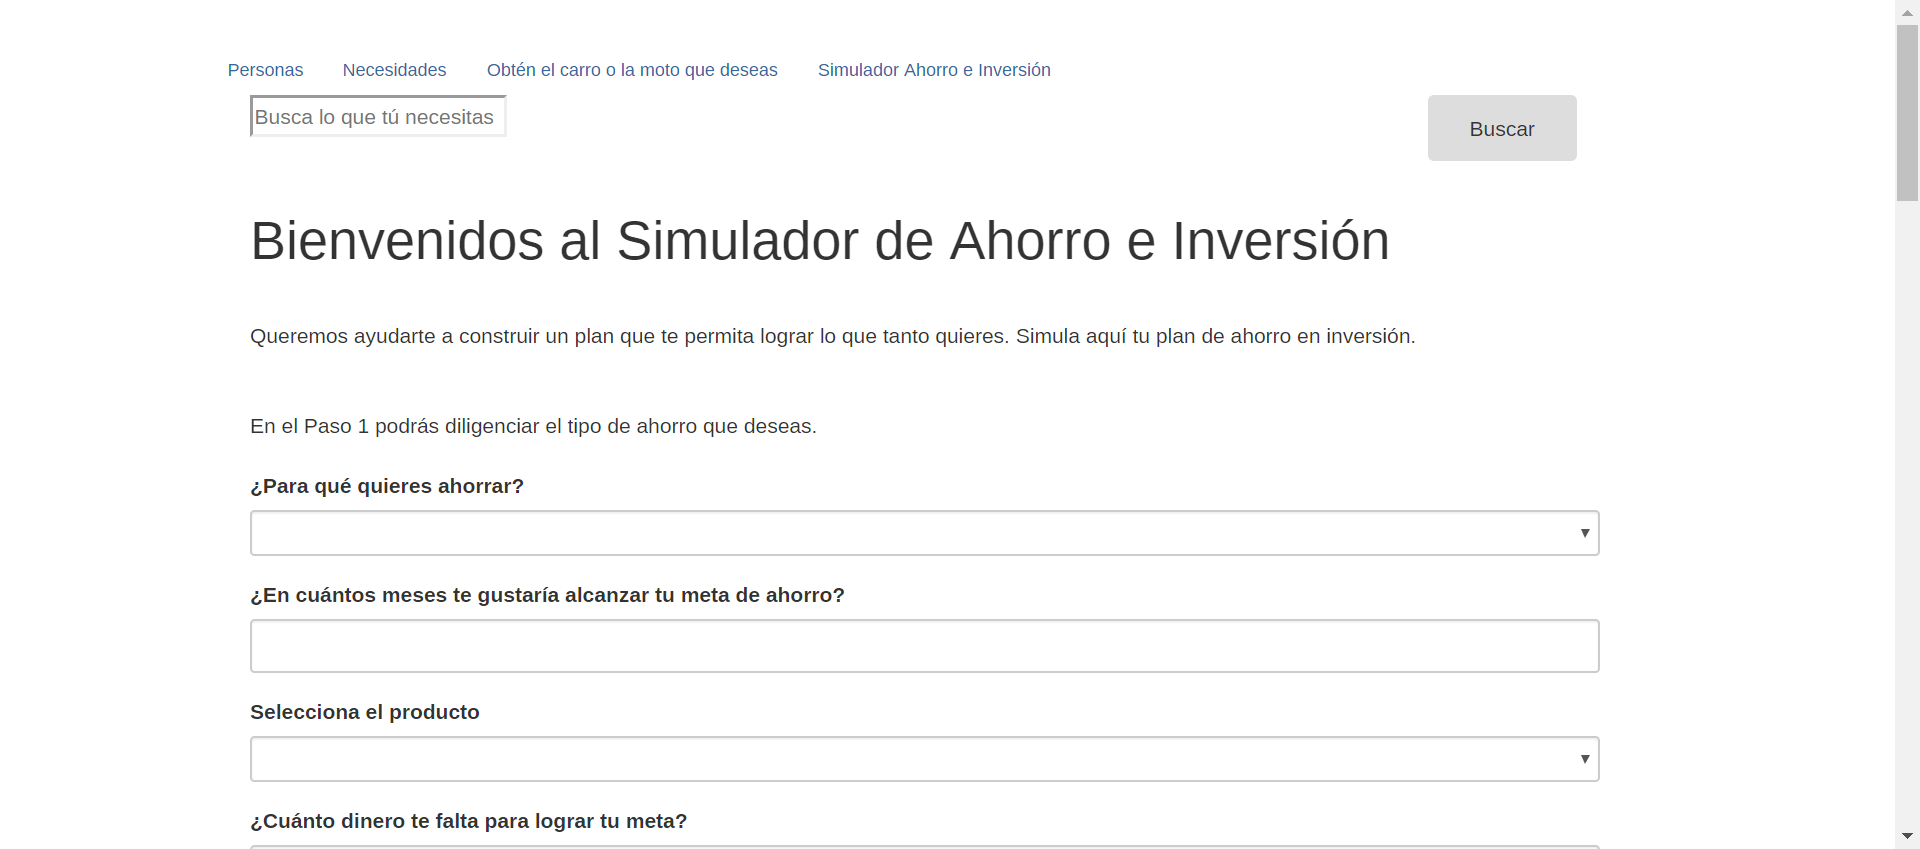 Personas Necesidades Obtén el carro o la moto que deseas Simulador Ahorro e Inversión
Busca lo que tú necesitas Buscar
Bienvenidos al Simulador de Ahorro e Inversión
Queremos ayudarte a construir un plan que te permita lograr lo que tanto quieres. Simula aquí tu plan de ahorro en inversión.
En el Paso 1 podrás diligenciar el tipo de ahorro que deseas.
¿Para qué quieres ahorrar?
¿En cuántos meses te gustaría alcanzar tu meta de ahorro?
Selecciona el producto
¿Cuánto dinero te falta para lograr tu meta?